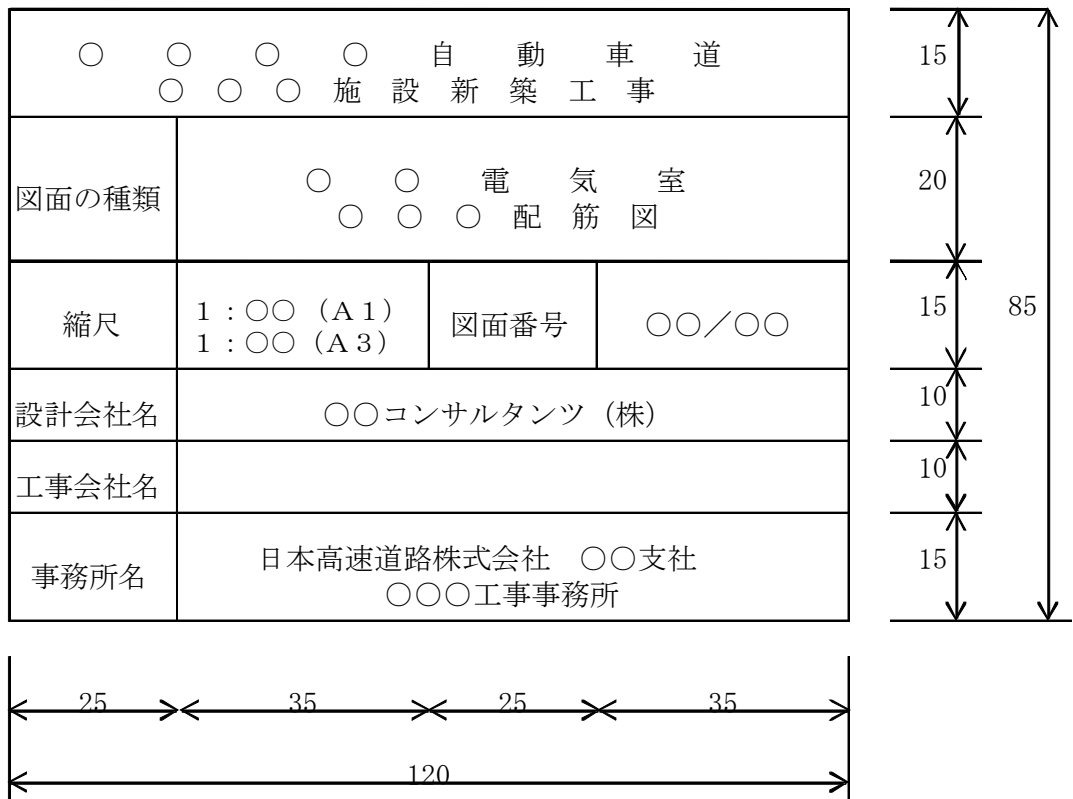 ○ ○ ○ ○ 自 動 車 道
○ ○ ○ 施 設 新 築 工 事
図面の種類
○ ○ 電 気 室
○ ○ ○ 配 筋 図
縮尺
1:○○(A1)
1:○○(A3)
図面番号
○○/○○
設計会社名
○○コンサルタンツ(株)
工事会社名
事務所名
日本高速道路株式会社 ○○支社
○○○工事事務所
15
20
15
85
10
10
15
25 35 25 35
120